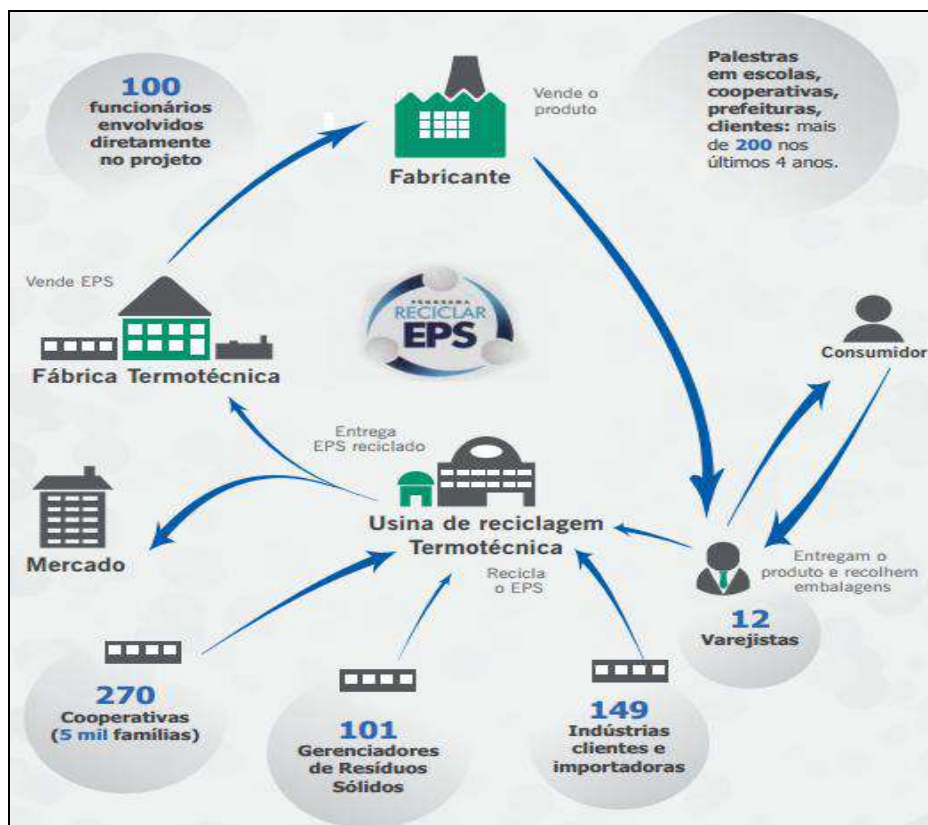 100
funcionários
envolvidos
diretamente
no projeto
Vende o
produto
Fabricante
Palestras
em escolas,
cooperativas,
prefeituras,
clientes: mais
de 200 nos
últimos 4 anos.
Vende EPS
Fábrica Termotécnica
PROGRAMA
RECICLAR
EPS
Consumidor
Entrega
EPS reciclado
Mercado
Usina de reciclagem
Termotécnica
Recicla
o EPS
Entregam o
produto e recolhem
embalagens
12
Varejistas
270
Cooperativas
(5 mil famílias)
101
Gerenciadores
de Resíduos
Sólidos
149
Indústrias
clientes e
importadoras